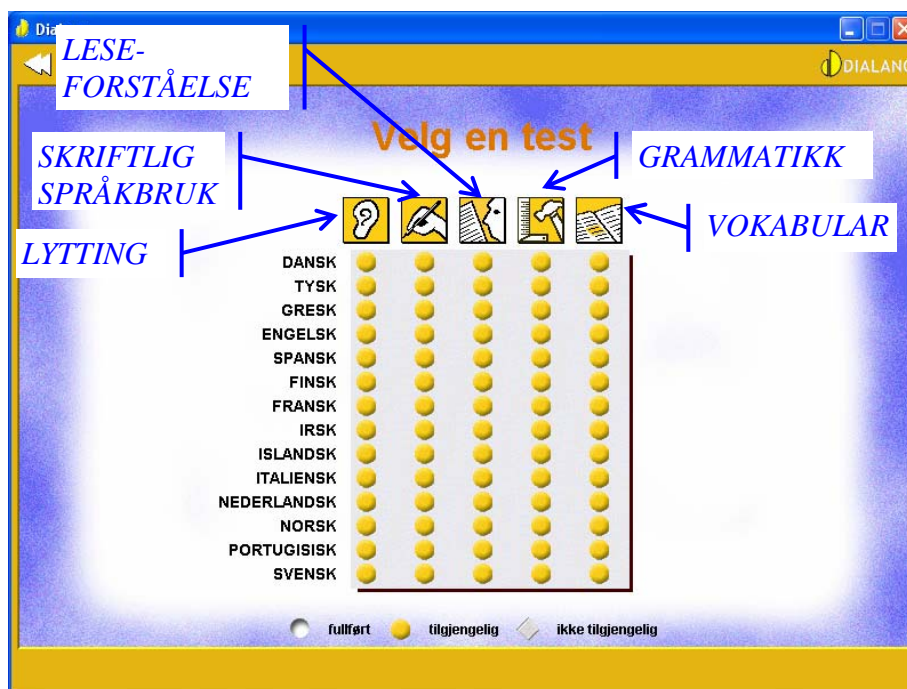 LESE-
FORSTÅELSE
DIALANG
Velg en test
SKRIFTLIG
SPRÅKBRUK
GRAMMATIKK
LYTTING
VOKABULAR
DANSK
TYSK
GRESK
ENGELSK
SPANSK
FINSK
FRANSK
IRSK
ISLANDSK
ITALIENSK
NEDERLANDSK
NORSK
PORTUGISISK
SVENSK
fullført tilgjengelig ikke tilgjengelig